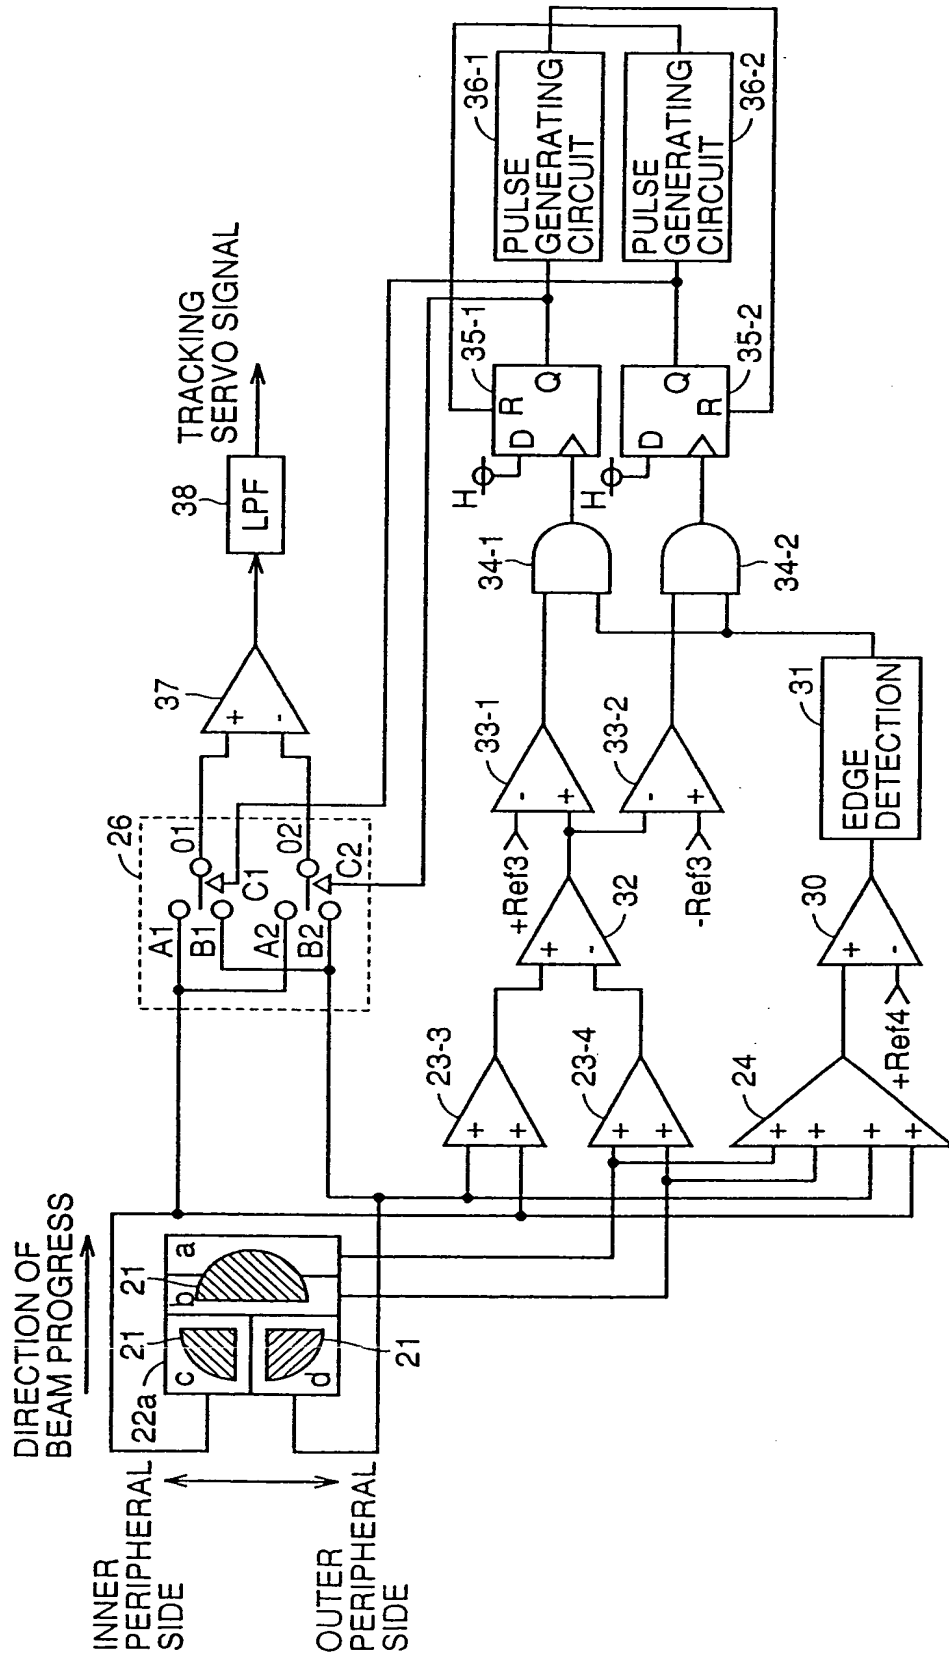 DIRECTION OF
BEAM PROGRESS
INNER
PERIPHERAL
SIDE
OUTER
PERIPHERAL
SIDE
22a
21
21
21
a
b
c
d
26
A1
B1
A2
B2
O1
C1
O2
C2
37
+
-
38
LPF
TRACKING
SERVO SIGNAL
23-3
+
+
23-4
+
+
24
+
+
+
+
32
+
-
+Ref3
33-1
-
+
33-2
-
+
-Ref3
30
+
-
+Ref4
31
EDGE
DETECTION
34-1
34-2
H
D
R
Q
35-1
H
D
R
Q
35-2
36-1
PULSE
GENERATING
CIRCUIT
36-2
PULSE
GENERATING
CIRCUIT